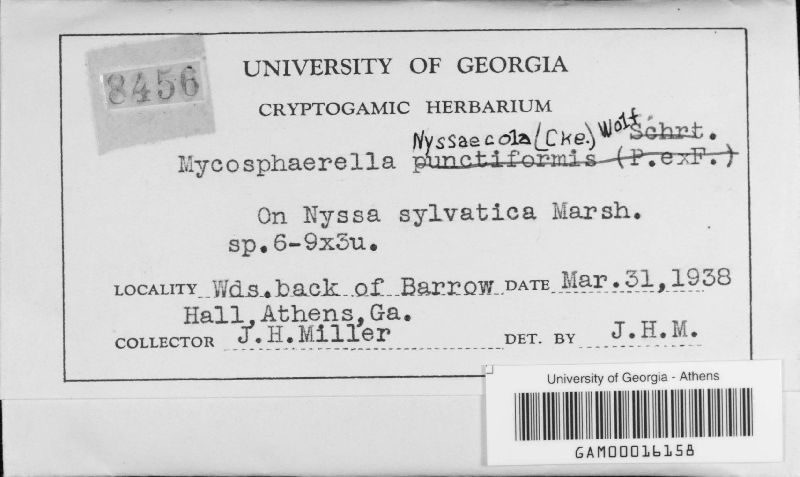 8456
UNIVERSITY OF GEORGIA
CRYPTOGAMIC HERBARIUM
Nyssaecola (Cke.) Wolf
Mycosphaerella punctiformis (P.exF.) Schrt.
On Nyssa sylvatica Marsh.
sp.6-9x3u.
LOCALITY Wds.back of Barrow DATE Mar.31,1938
Hall,Athens,Ga.
COLLECTOR J.H.Miller DET. BY J.H.M.
University of Georgia - Athens
GAM00016158